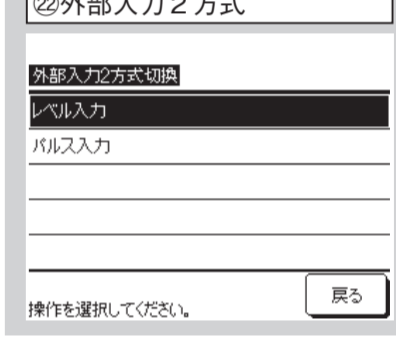 ㉒外部入力２方式
外部入力2方式切換
レベル入力
パルス入力
操作を選択してください。
戻る